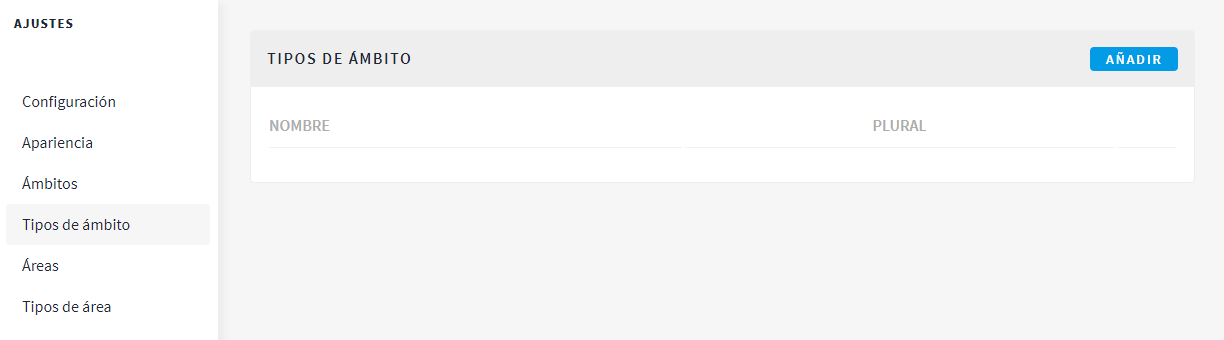 AJUSTES
Configuración
Apariencia
Ámbitos
Tipos de ámbito
Áreas
Tipos de área
TIPOS DE ÁMBITO
AÑADIR
NOMBRE PLURAL